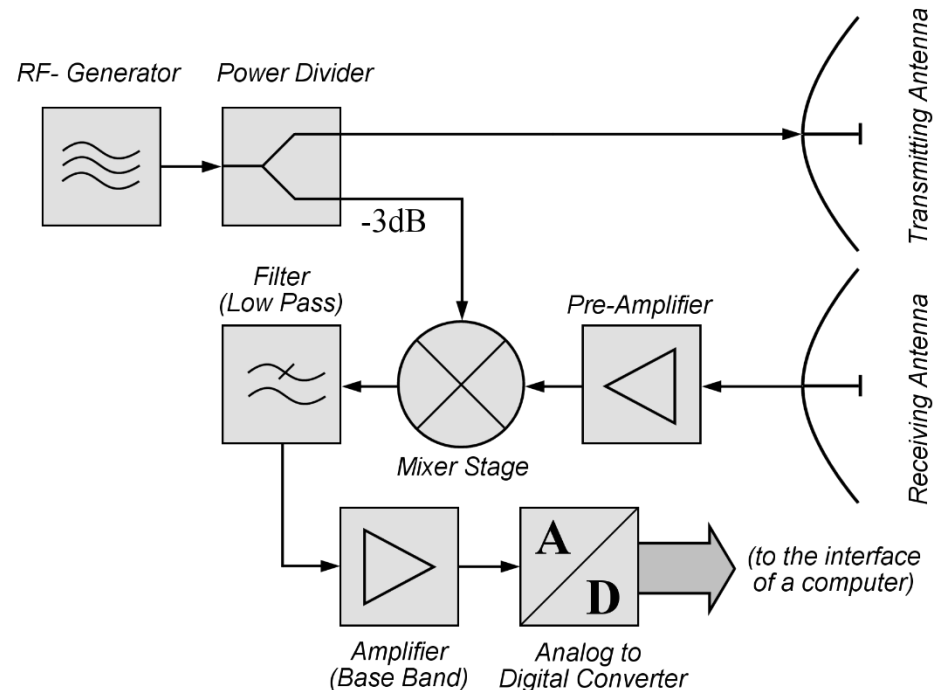 RF- Generator
Power Divider
Transmitting Antenna
-3dB
Filter
(Low Pass)
Pre-Amplifier
Mixer Stage
Receiving Antenna
A
D
(to the interface
of a computer)
Amplifier
(Base Band)
Analog to
Digital Converter